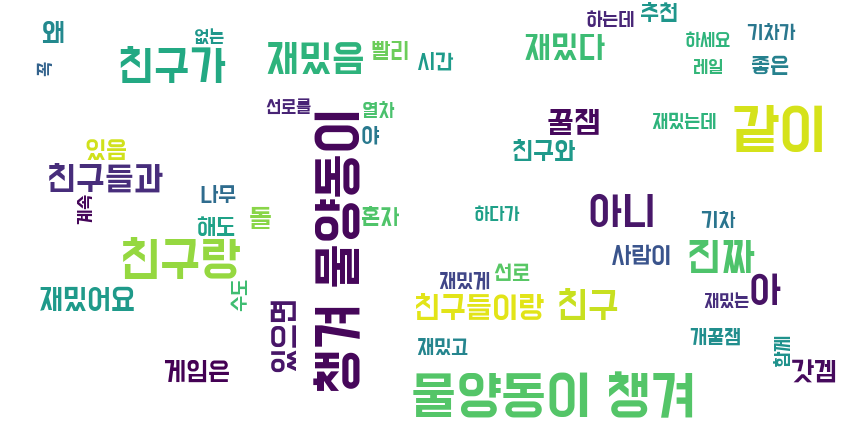 왜
없는
하는데
추천
기차가
친구가
재밌음
빨리
시간
재밌다
하세요
레일
좋은
폭
선로를
열차
꿀잼
재밌는데
같이
있음
야
친구와
친구들과
물양동이 챙겨
나무
계속
해도
돌
혼자
하다가
아니
기차
친구랑
사람이
진짜
재밌게
선로
재밌어요
수도
친구들이랑
친구
재밌는
아
있으면
재밌고
개꿀잼
함께
게임은
갓겜
물양동이 챙겨